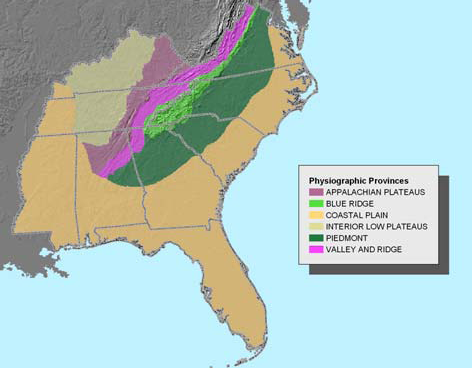 Physiographic Provinces
APPALACHIAN PLATEAUS
BLUE RIDGE
COASTAL PLAIN
INTERIOR LOW PLATEAUS
PIEDMONT
VALLEY AND RIDGE